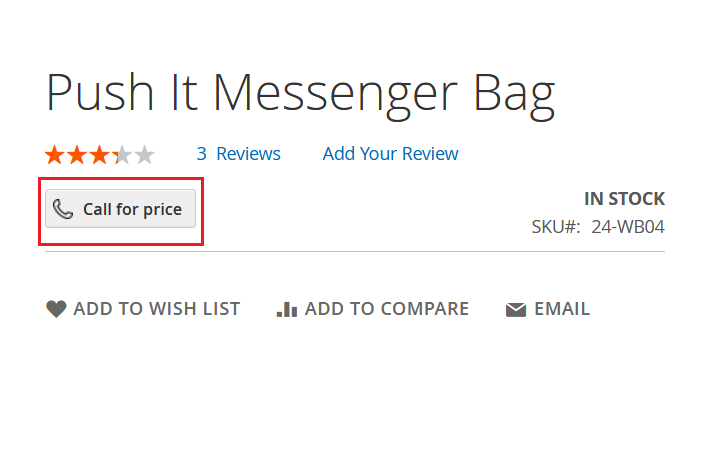 Push It Messenger Bag
3 Reviews Add Your Review
Call for price
IN STOCK
SKU#: 24-WB04
ADD TO WISH LIST ADD TO COMPARE EMAIL